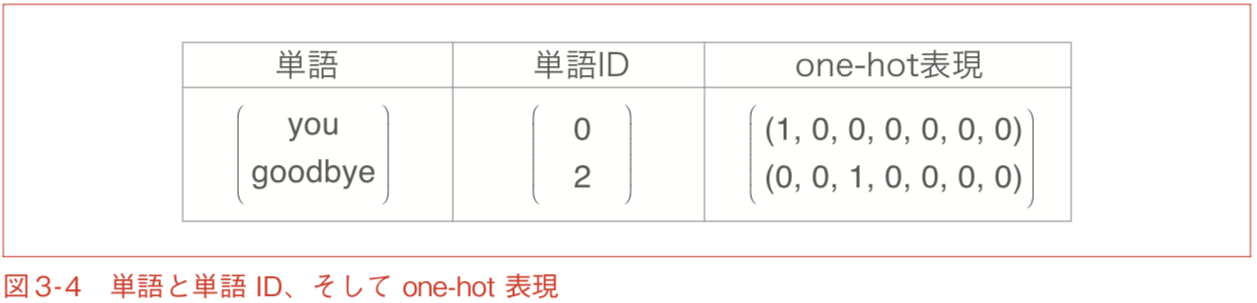 単語 単語ID one-hot表現
you 0 (1, 0, 0, 0, 0, 0, 0)
goodbye 2 (0, 0, 1, 0, 0, 0, 0)
図3-4 単語と単語 ID、そして one-hot 表現